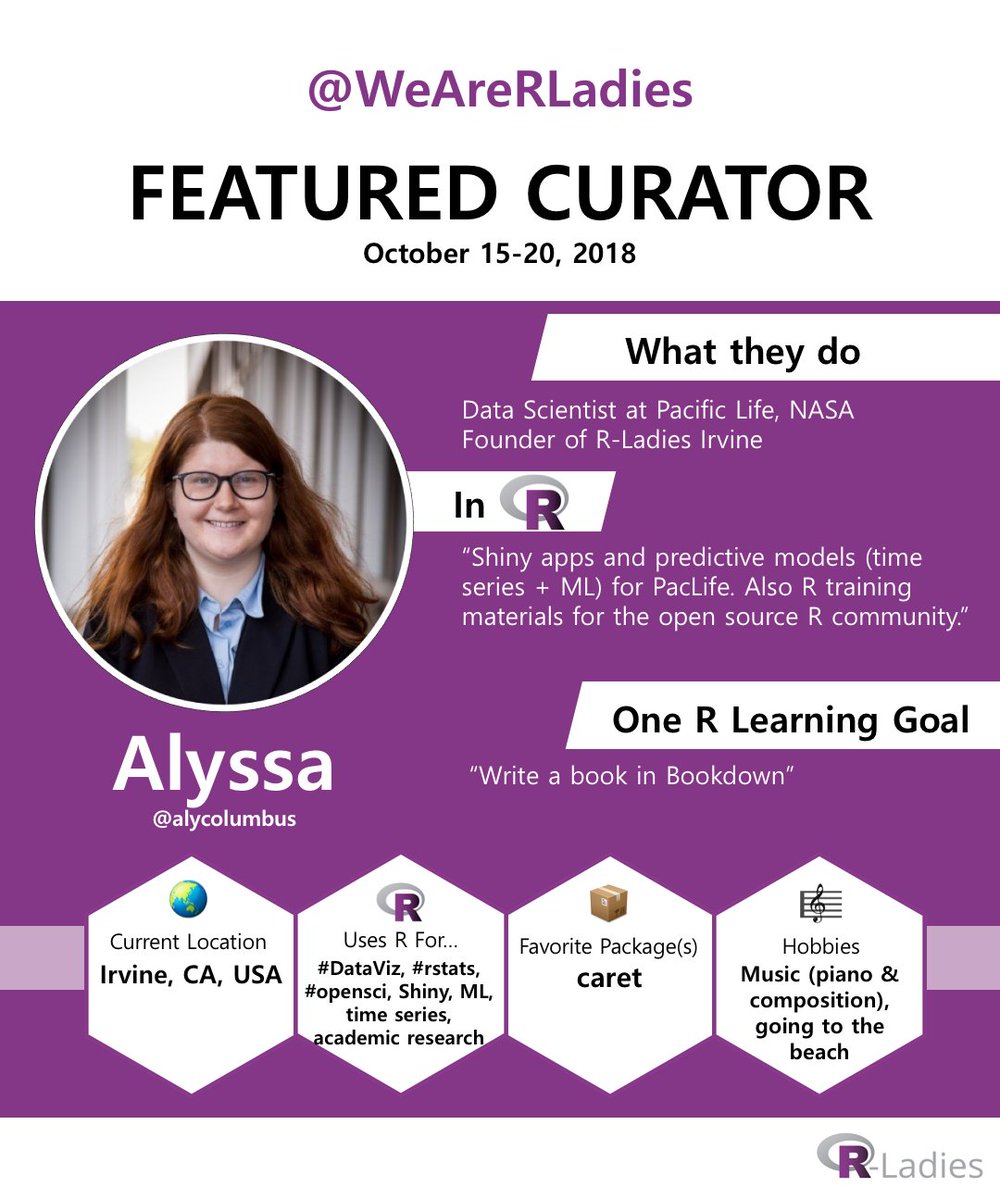 @WeAreRLadies
FEATURED CURATOR
October 15-20, 2018
What they do
Data Scientist at Pacific Life, NASA
Founder of R-Ladies Irvine
In R
“Shiny apps and predictive models (time
series + ML) for PacLife. Also R training
materials for the open source R community.”
One R Learning Goal
“Write a book in Bookdown”
Alyssa
@alycolumbus
Current Location
Irvine, CA, USA
R
Uses R For...
#DataViz, #rstats,
#opensci, Shiny, ML,
time series,
academic research
Favorite Package(s)
caret
Hobbies
Music (piano &
composition),
going to the
beach
R-Ladies